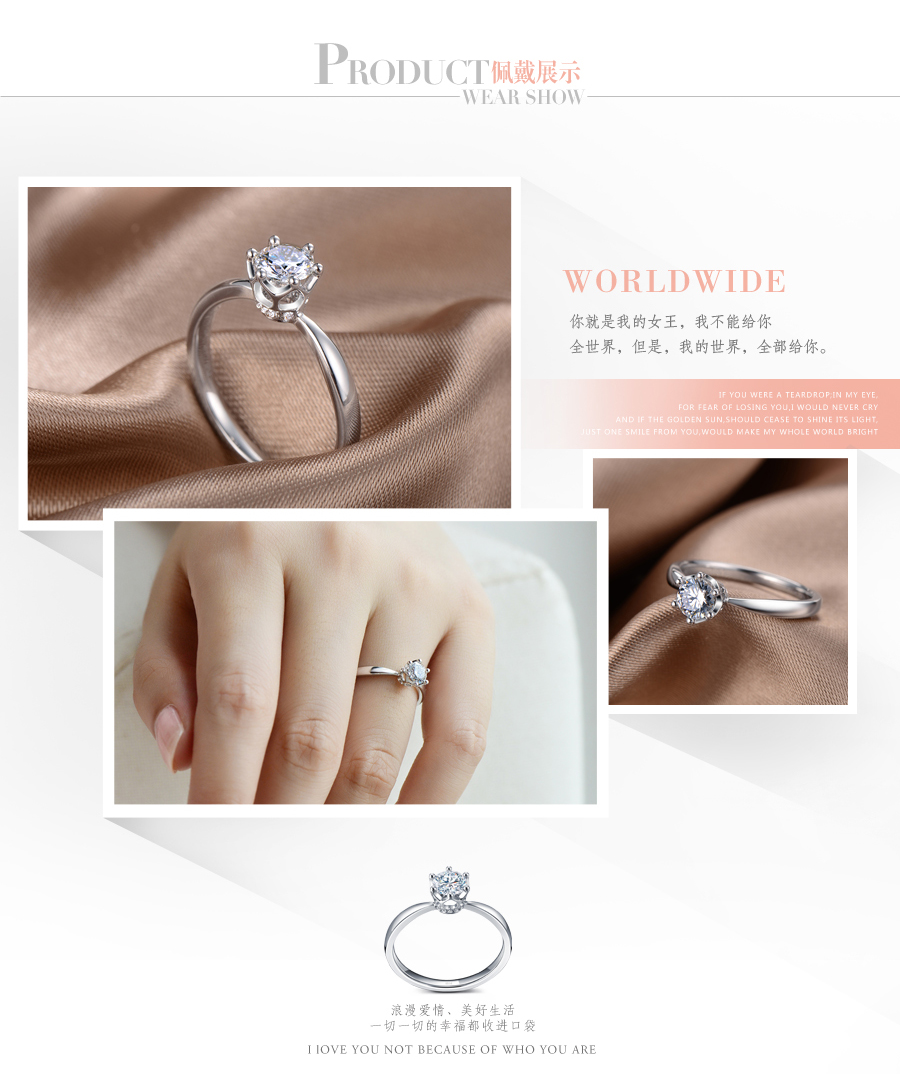 PRODUCT佩戴展示
WEAR SHOW
WORLDWIDE
你就是我的女王，我不能给你
全世界，但是，我的世界，全部给你。
IF YOU WERE A TEARDROP;IN MY EYE.
FOR FEAR OF LOSING YOU,I WOULD NEVER CRY
AND IF THE GOLDEN SUN,SHOULD CEASE TO SHINE ITS LIGHT,
JUST ONE SMILE FROM YOU,WOULD MAKE MY WHOLE WORLD BRIGHT
浪漫爱情、美好生活
一切一切的幸福都收进口袋
I lOVE YOU NOT BECAUSE OF WHO YOU ARE